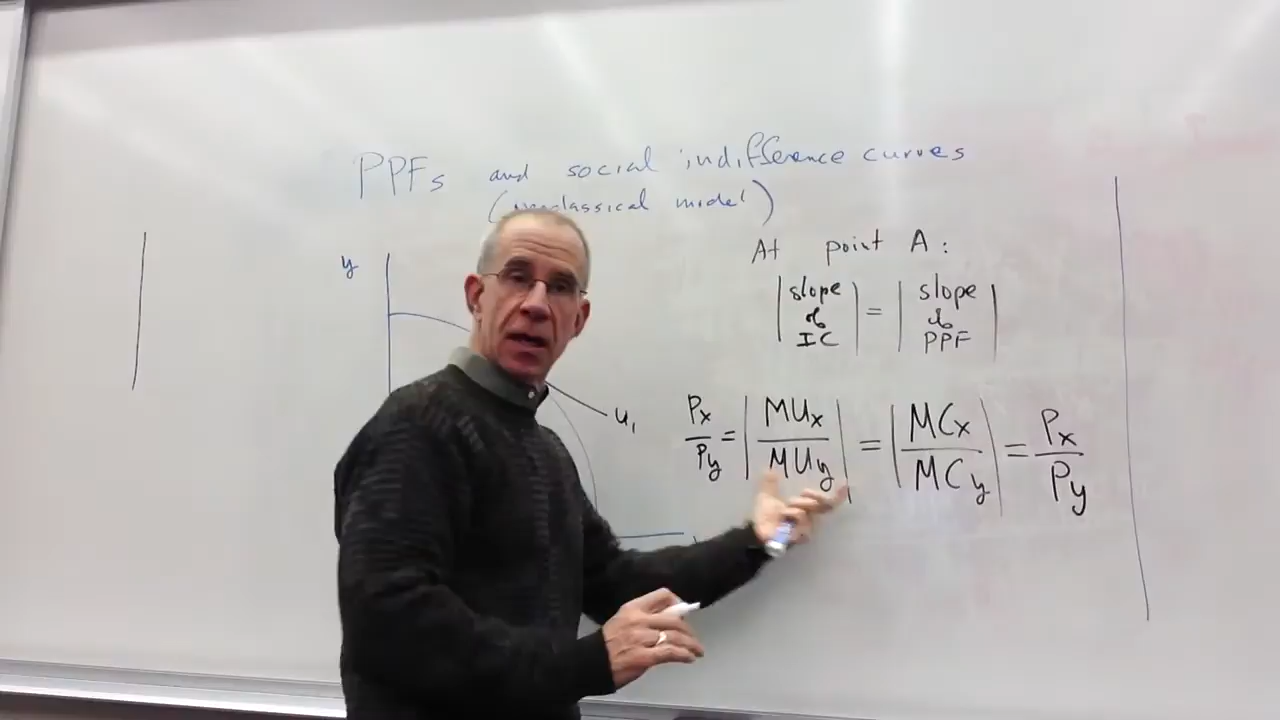 PPFs and social indifference curves
(neoclassical model)
y
u₁
At point A:
|slope of IC| = |slope of PPF|
Px/Py = |MUx/MUy| = |MCx/MCy| = Px/Py